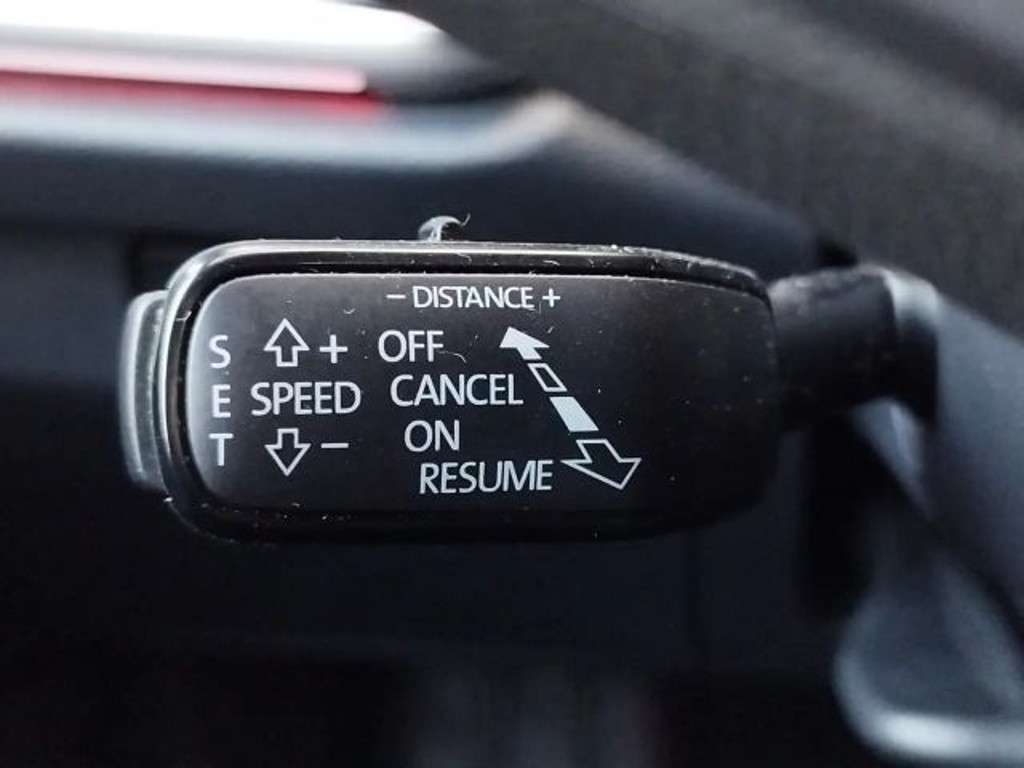 - DISTANCE +
S
E
T
+
SPEED
-
OFF
CANCEL
ON
RESUME